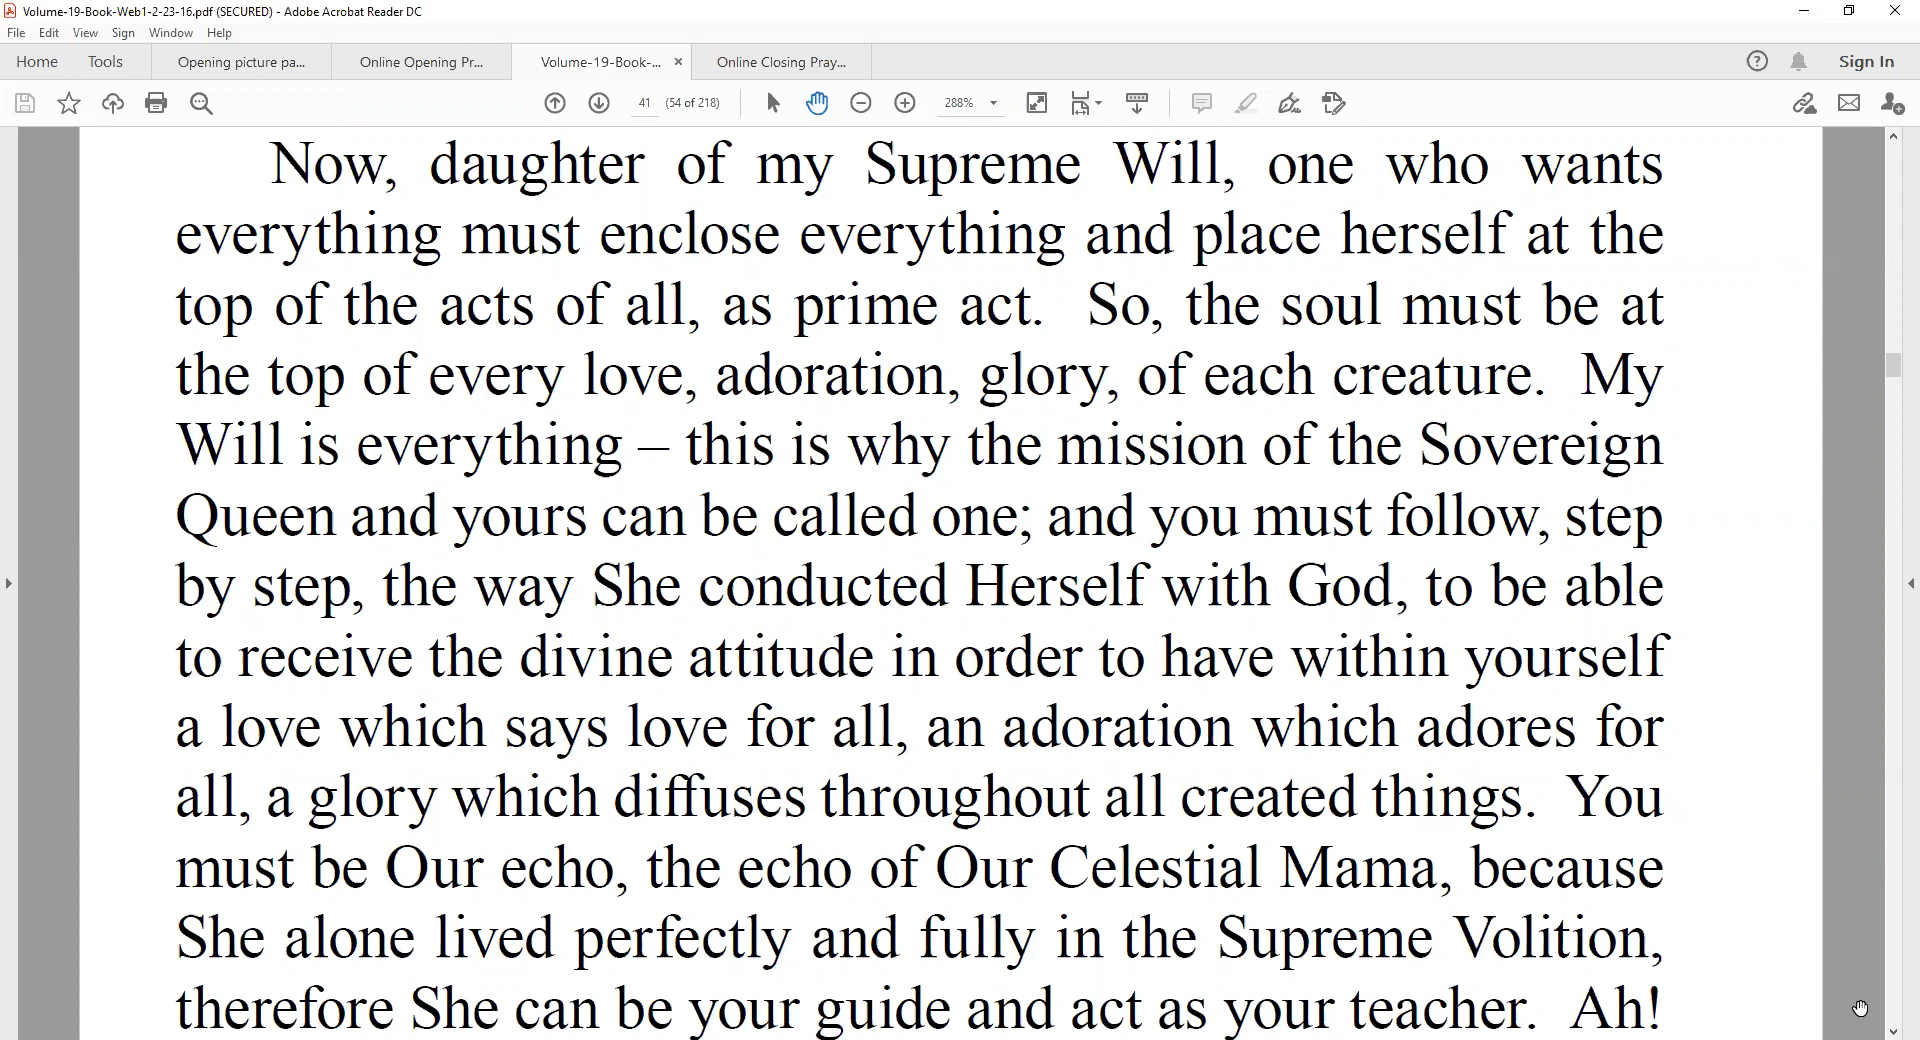 Volume-19-Book-Web1-2-23-16.pdf (SECURED) - Adobe Acrobat Reader DC
File Edit View Sign Window Help
Home Tools Opening picture pa... Online Opening Pr... Volume-19-Book-... Online Closing Pray... Sign In
41 (54 of 218) 288%
Now, daughter of my Supreme Will, one who wants
everything must enclose everything and place herself at the
top of the acts of all, as prime act. So, the soul must be at
the top of every love, adoration, glory, of each creature. My
Will is everything – this is why the mission of the Sovereign
Queen and yours can be called one; and you must follow, step
by step, the way She conducted Herself with God, to be able
to receive the divine attitude in order to have within yourself
a love which says love for all, an adoration which adores for
all, a glory which diffuses throughout all created things. You
must be Our echo, the echo of Our Celestial Mama, because
She alone lived perfectly and fully in the Supreme Volition,
therefore She can be your guide and act as your teacher. Ah!